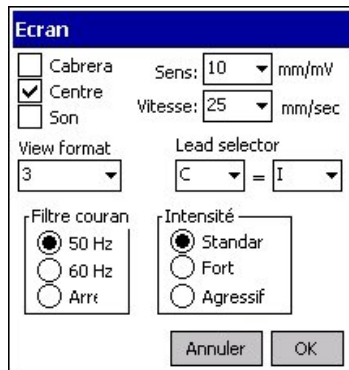 Ecran
Cabrera
Sens: 10 mm/mV
Centre
Vitesse: 25 mm/sec
Son
View format
Lead selector
3
C = I
Filtre couran
Intensité
50 Hz
Standar
60 Hz
Fort
Arre
Agressif
Annuler
OK